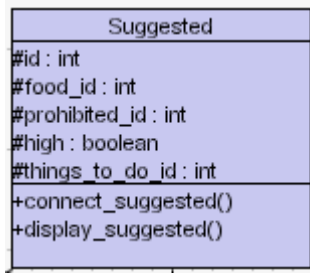 Suggested
#id : int
#food_id : int
#prohibited_id : int
#high : boolean
#things_to_do_id : int
+connect_suggested()
+display_suggested()